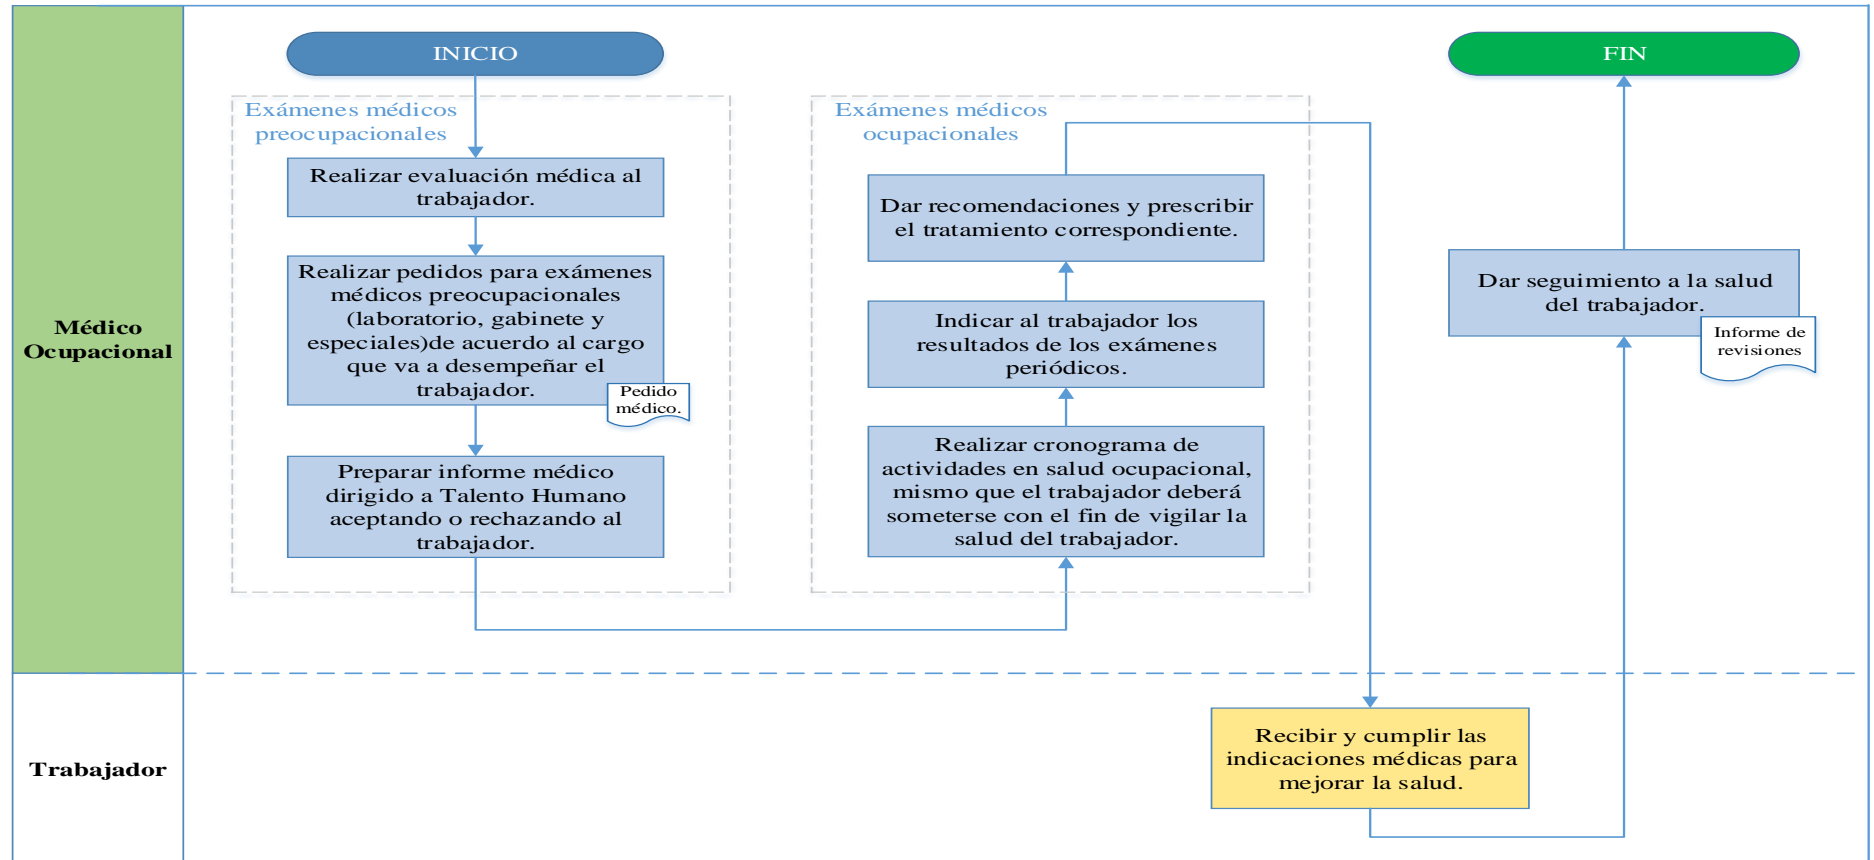 Médico
Ocupacional
INICIO
Exámenes médicos
preocupacionales
Realizar evaluación médica al
trabajador.
Realizar pedidos para exámenes
médicos preocupacionales
(laboratorio, gabinete y
especiales)de acuerdo al cargo
que va a desempeñar el
trabajador.
Pedido
médico.
Preparar informe médico
dirigido a Talento Humano
aceptando o rechazando al
trabajador.
Exámenes médicos
ocupacionales
Dar recomendaciones y prescribir
el tratamiento correspondiente.
Indicar al trabajador los
resultados de los exámenes
periódicos.
Realizar cronograma de
actividades en salud ocupacional,
mismo que el trabajador deberá
someterse con el fin de vigilar la
salud del trabajador.
FIN
Dar seguimiento a la salud
del trabajador.
Informe de
revisiones
Trabajador
Recibir y cumplir las
indicaciones médicas para
mejorar la salud.